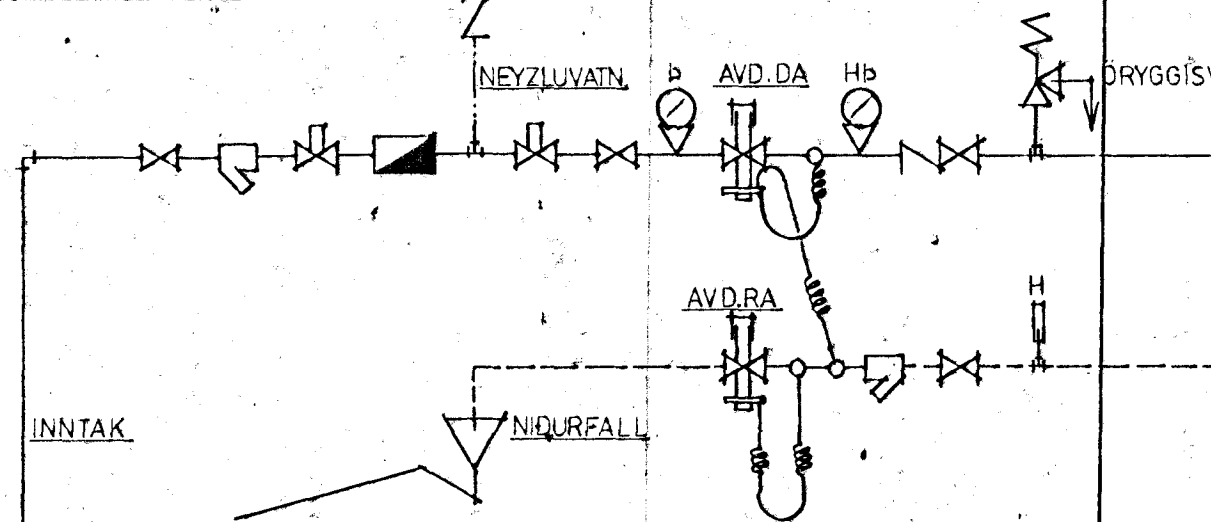 NEYZLUVATN.
b
AVD.DA
Hb
ÖRYGGISV
AVD.RA
H
INNTAK
NIÐURFALL